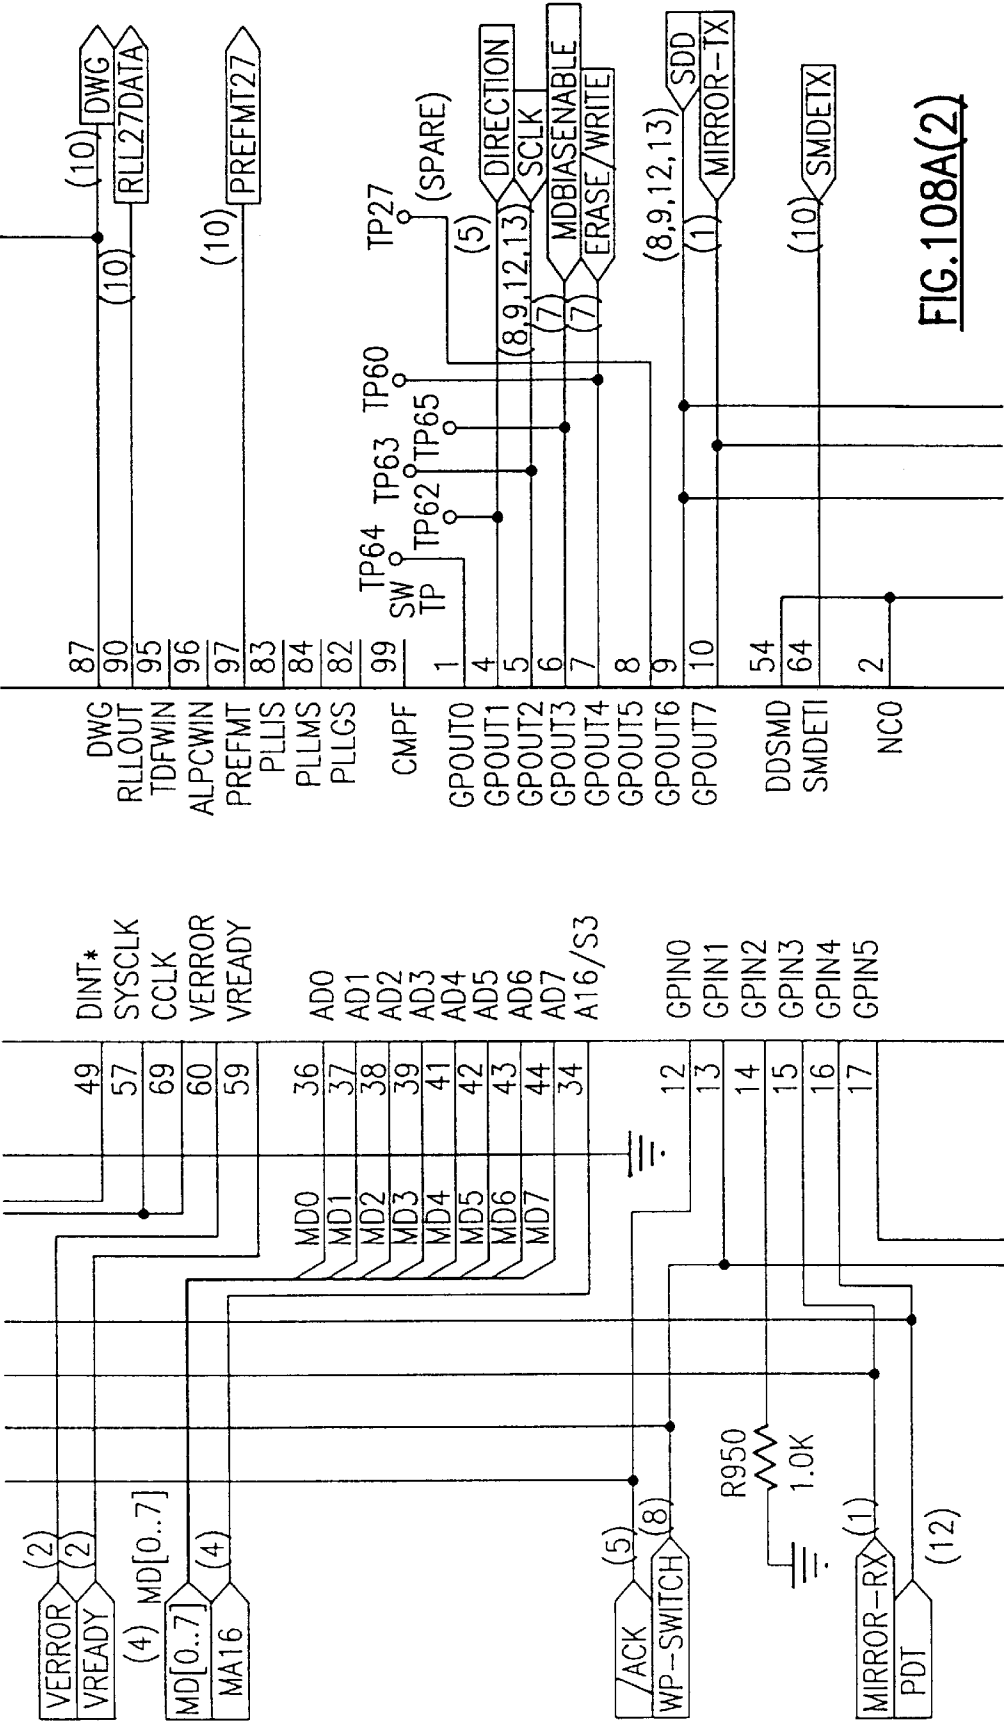 VERROR (2)
VREADY (2)
(4) MD[0..7]
MD[0..7]
MA16 (4)
/ACK (5)
WP-SWITCH (8)
R950
1.0K
MIRROR-RX (1)
PDT
(12)
MD0
MD1
MD2
MD3
MD4
MD5
MD6
MD7
49 DINT*
57 SYSCLK
69 CCLK
60 VERROR
59 VREADY
36 AD0
37 AD1
38 AD2
39 AD3
41 AD4
42 AD5
43 AD6
44 AD7
34 A16/S3
12 GPIN0
13 GPIN1
14 GPIN2
15 GPIN3
16 GPIN4
17 GPIN5
DWG 87
RLLOUT 90
TDFWIN 95
ALPCWIN 96
PREFMT 97
PLLIS 83
PLLMS 84
PLLGS 82
CMPF 99
GPOUT0 1
GPOUT1 4
GPOUT2 5
GPOUT3 6
GPOUT4 7
GPOUT5 8
GPOUT6 9
GPOUT7 10
DDSMD 54
SMDETI 64
NC0 2
(10) DWG
(10) RLL27DATA
(10) PREFMT27
TP64
SW
TP
TP62
TP63
TP65
TP60
TP27
(SPARE)
(5) DIRECTION
(8,9,12,13) SCLK
(7) MDBIASENABLE
(7) ERASE/WRITE
(8,9,12,13) SDD
(1) MIRROR-TX
(10) SMDETX
FIG.108A(2)